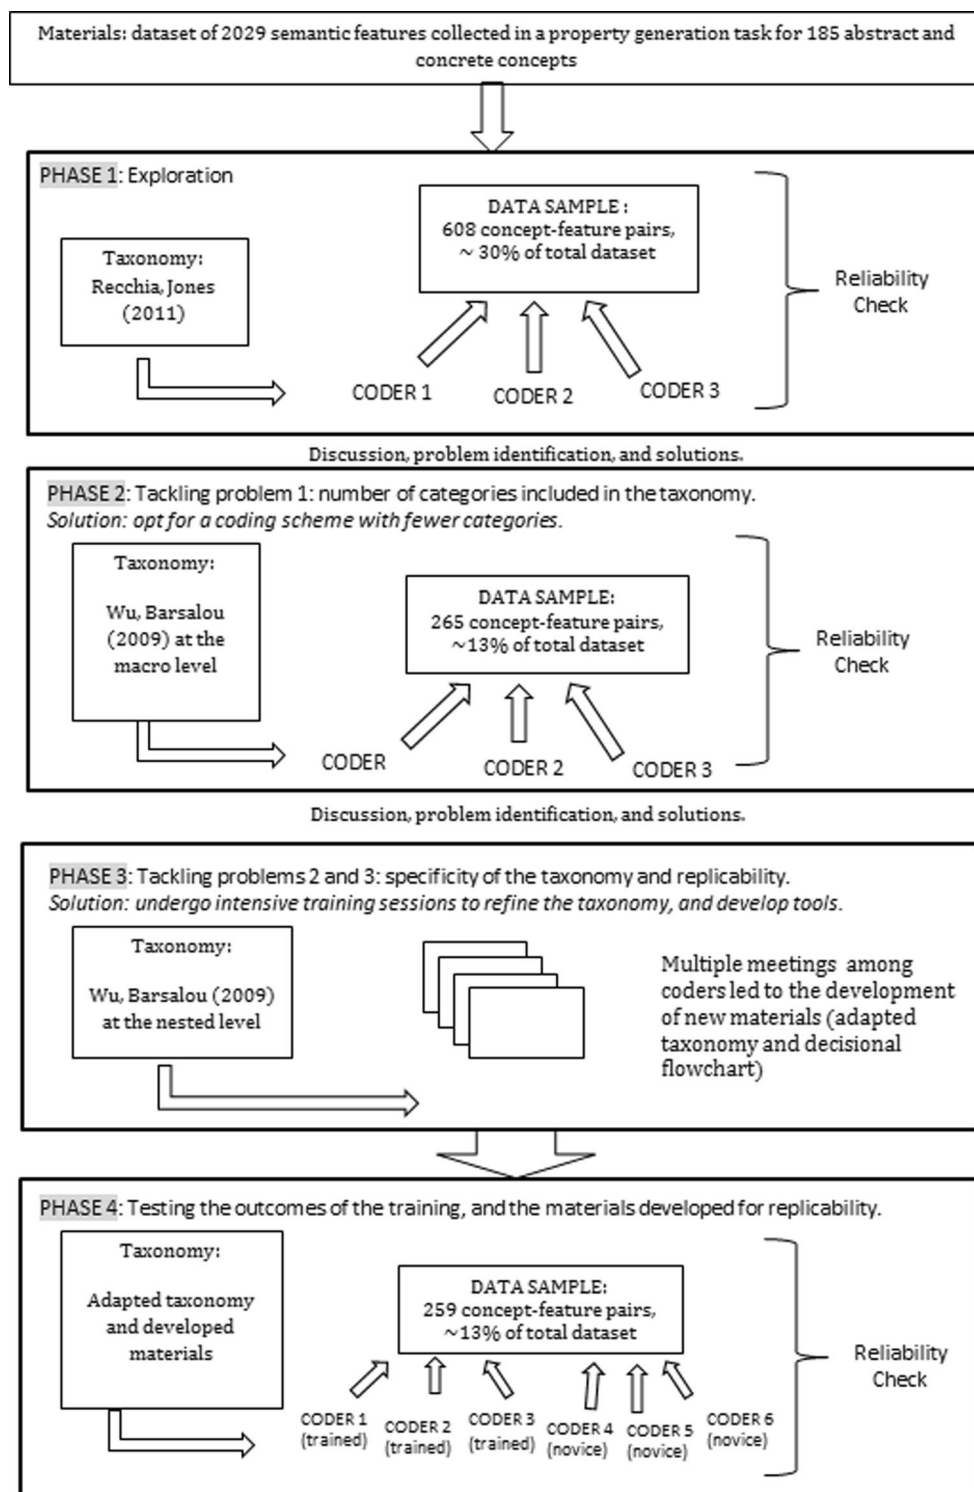 Materials: dataset of 2029 semantic features collected in a property generation task for 185 abstract and
concrete concepts
PHASE 1: Exploration
DATA SAMPLE :
608 concept-feature pairs,
~ 30% of total dataset
Taxonomy:
Recchia, Jones
(2011)
Reliability
Check
CODER 1
CODER 2
CODER 3
Discussion, problem identification, and solutions.
PHASE 2: Tackling problem 1: number of categories included in the taxonomy.
Solution: opt for a coding scheme with fewer categories.
Taxonomy:
Wu, Barsalou
(2009) at the
macro level
DATA SAMPLE:
265 concept-feature pairs,
~13% of total dataset
Reliability
Check
CODER
CODER 2
CODER 3
Discussion, problem identification, and solutions.
PHASE 3: Tackling problems 2 and 3: specificity of the taxonomy and replicability.
Solution: undergo intensive training sessions to refine the taxonomy, and develop tools.
Taxonomy:
Wu, Barsalou (2009)
at the nested level
Multiple meetings among
coders led to the development
of new materials (adapted
taxonomy and decisional
flowchart)
PHASE 4: Testing the outcomes of the training, and the materials developed for replicability.
Taxonomy:
Adapted taxonomy
and developed
materials
DATA SAMPLE:
259 concept-feature pairs,
~13% of total dataset
Reliability
Check
CODER 1
(trained)
CODER 2
(trained)
CODER 3
(trained)
CODER 4
(novice)
CODER 5
(novice)
CODER 6
(novice)